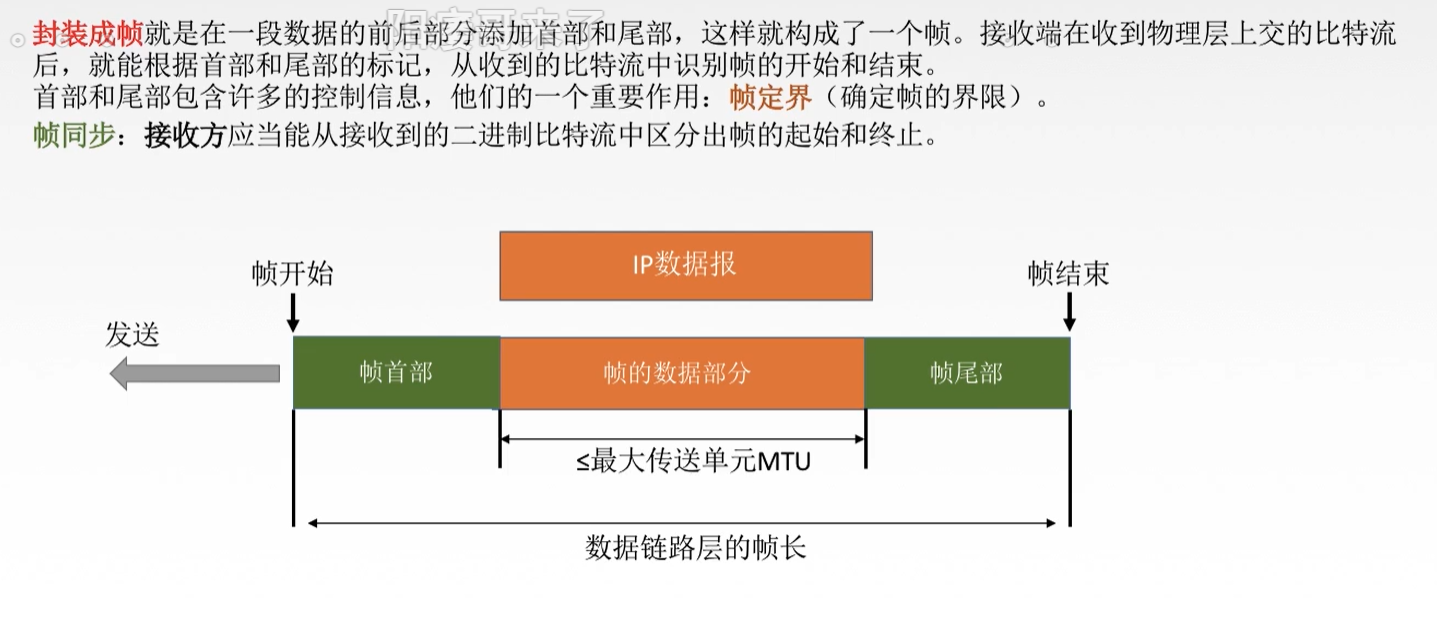 阳废哥来了
封装成帧就是在一段数据的前后部分添加首部和尾部，这样就构成了一个帧。接收端在收到物理层上交的比特流
后，就能根据首部和尾部的标记，从收到的比特流中识别帧的开始和结束。
首部和尾部包含许多的控制信息，他们的一个重要作用：帧定界（确定帧的界限）。
帧同步：接收方应当能从接收到的二进制比特流中区分出帧的起始和终止。
IP数据报
帧开始
帧结束
发送
帧首部
帧的数据部分
帧尾部
≤最大传送单元MTU
数据链路层的帧长